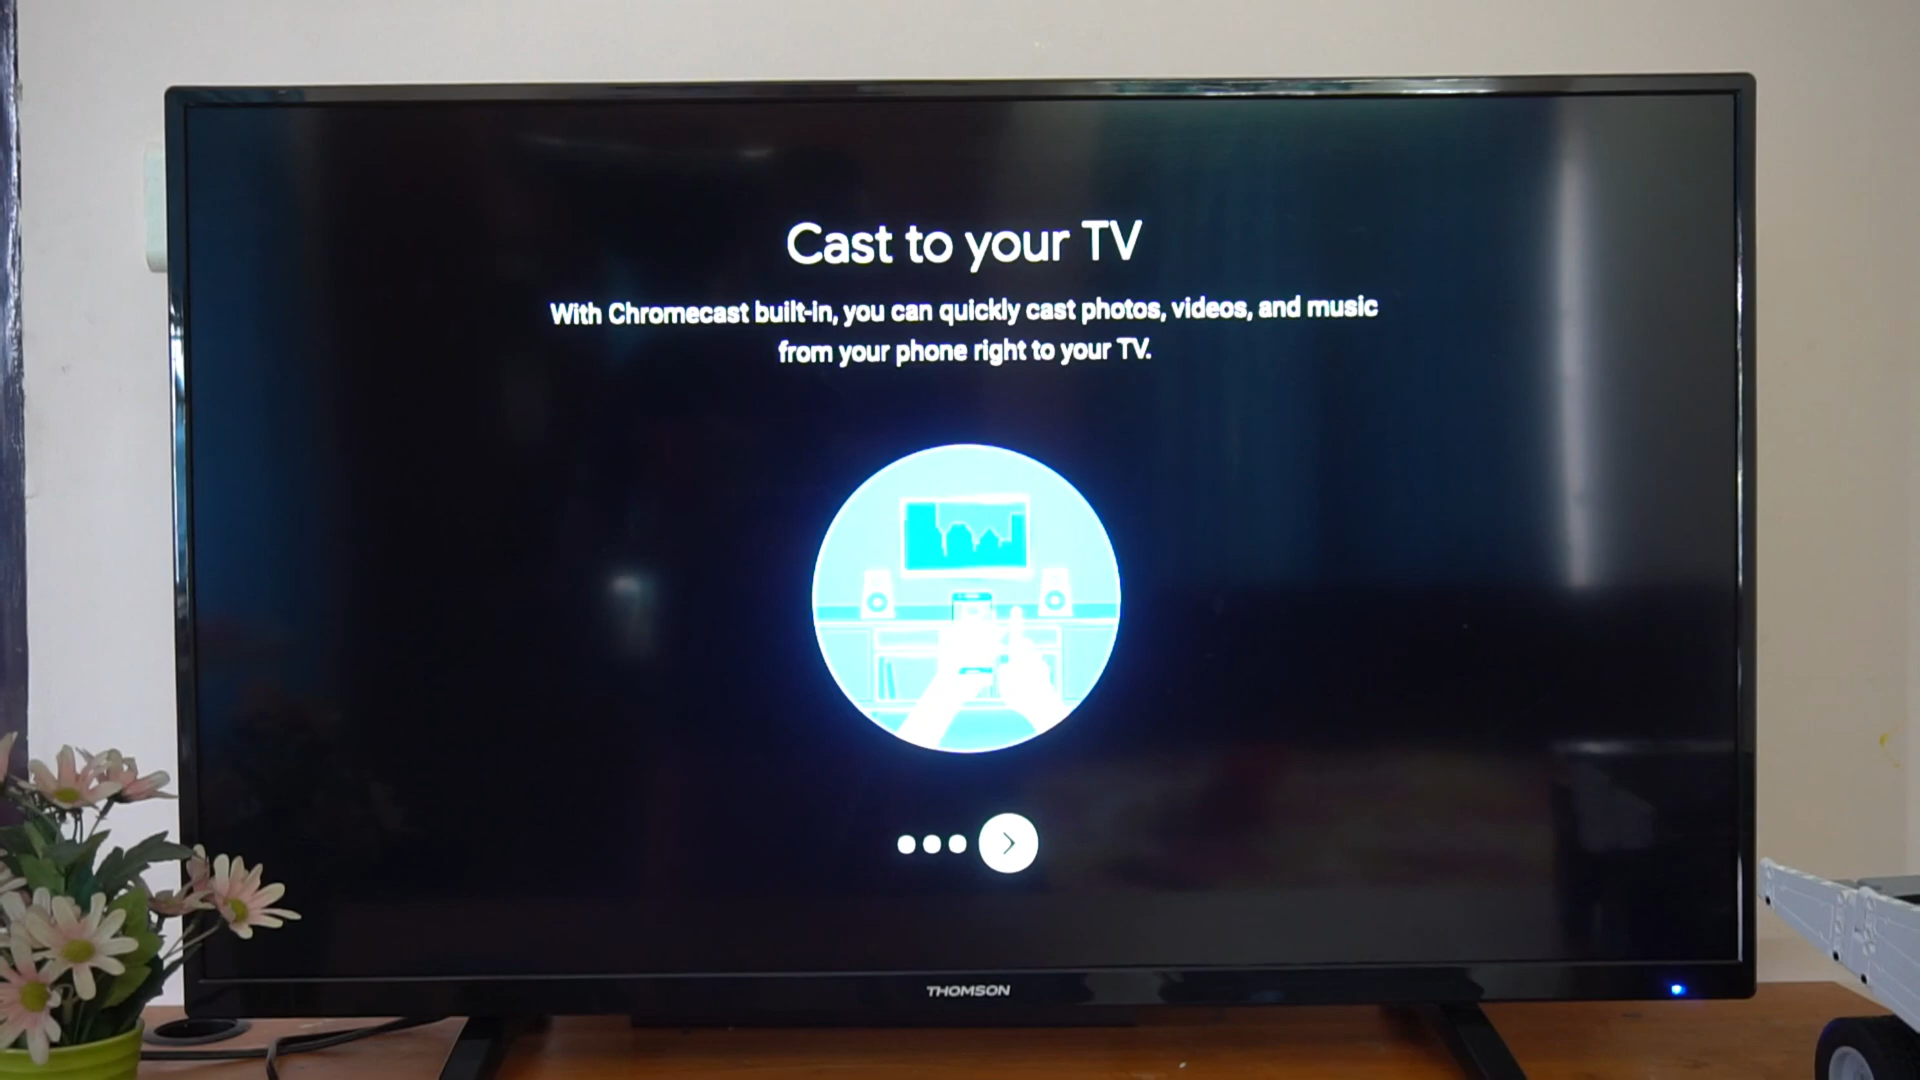 Cast to your TV
With Chromecast built-in, you can quickly cast photos, videos, and music
from your phone right to your TV.
THOMSON